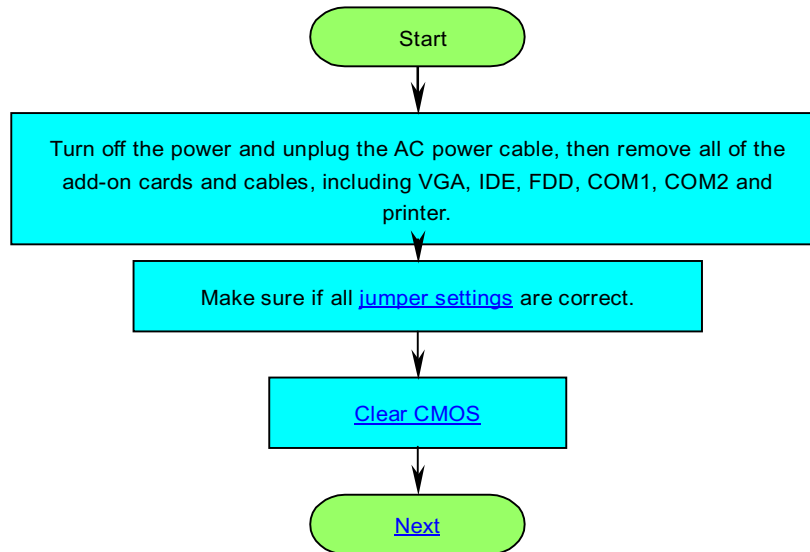 Start
Turn off the power and unplug the AC power cable, then remove all of the
add-on cards and cables, including VGA, IDE, FDD, COM1, COM2 and
printer.
Make sure if all jumper settings are correct.
Clear CMOS
Next